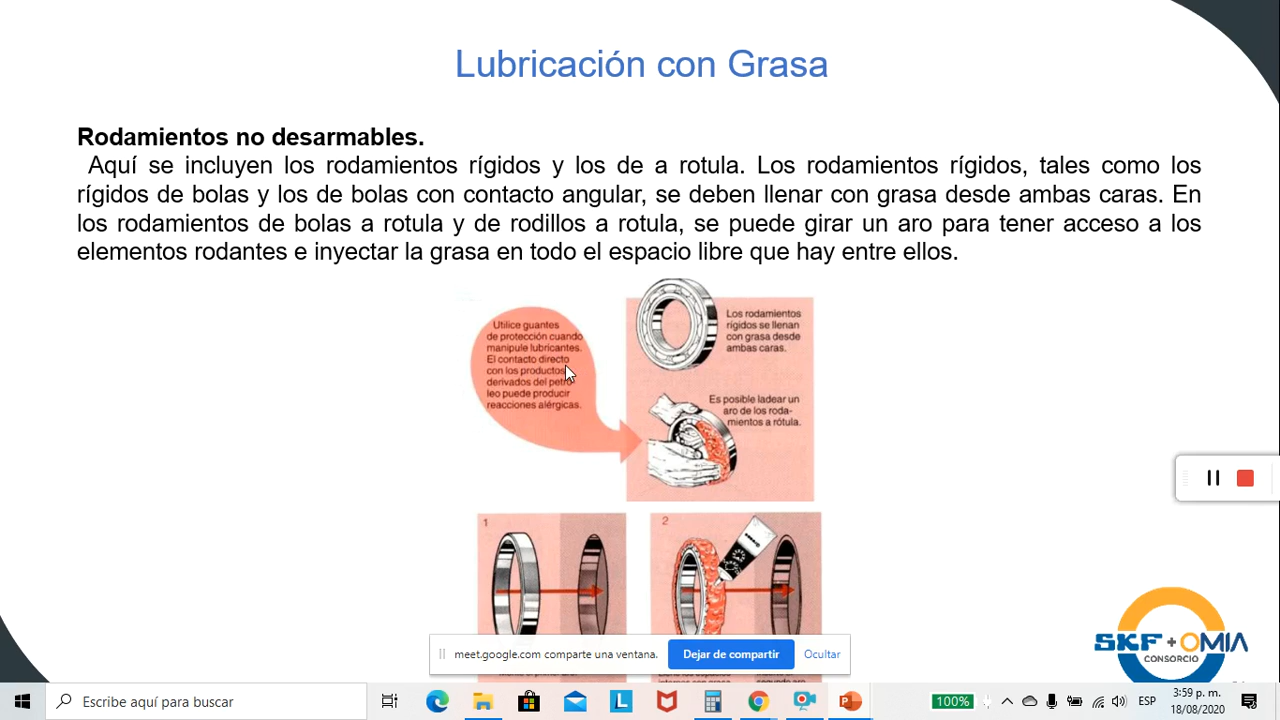 Lubricación con Grasa
Rodamientos no desarmables.
Aquí se incluyen los rodamientos rígidos y los de a rotula. Los rodamientos rígidos, tales como los
rígidos de bolas y los de bolas con contacto angular, se deben llenar con grasa desde ambas caras. En
los rodamientos de bolas a rotula y de rodillos a rotula, se puede girar un aro para tener acceso a los
elementos rodantes e inyectar la grasa en todo el espacio libre que hay entre ellos.
Utilice guantes
de protección cuando
manipule lubricantes.
El contacto directo
con los productos
derivados del petró
leo puede producir
reacciones alérgicas.
Los rodamientos
rígidos se llenan
con grasa desde
ambas caras.
Es posible ladear un
aro de los roda-
mientos a rótula.
1
2
SKF + OMIA
CONSORCIO
meet.google.com comparte una ventana.
Dejar de compartir
Ocultar
Escribe aquí para buscar
100%
ESP
3:59 p. m.
18/08/2020